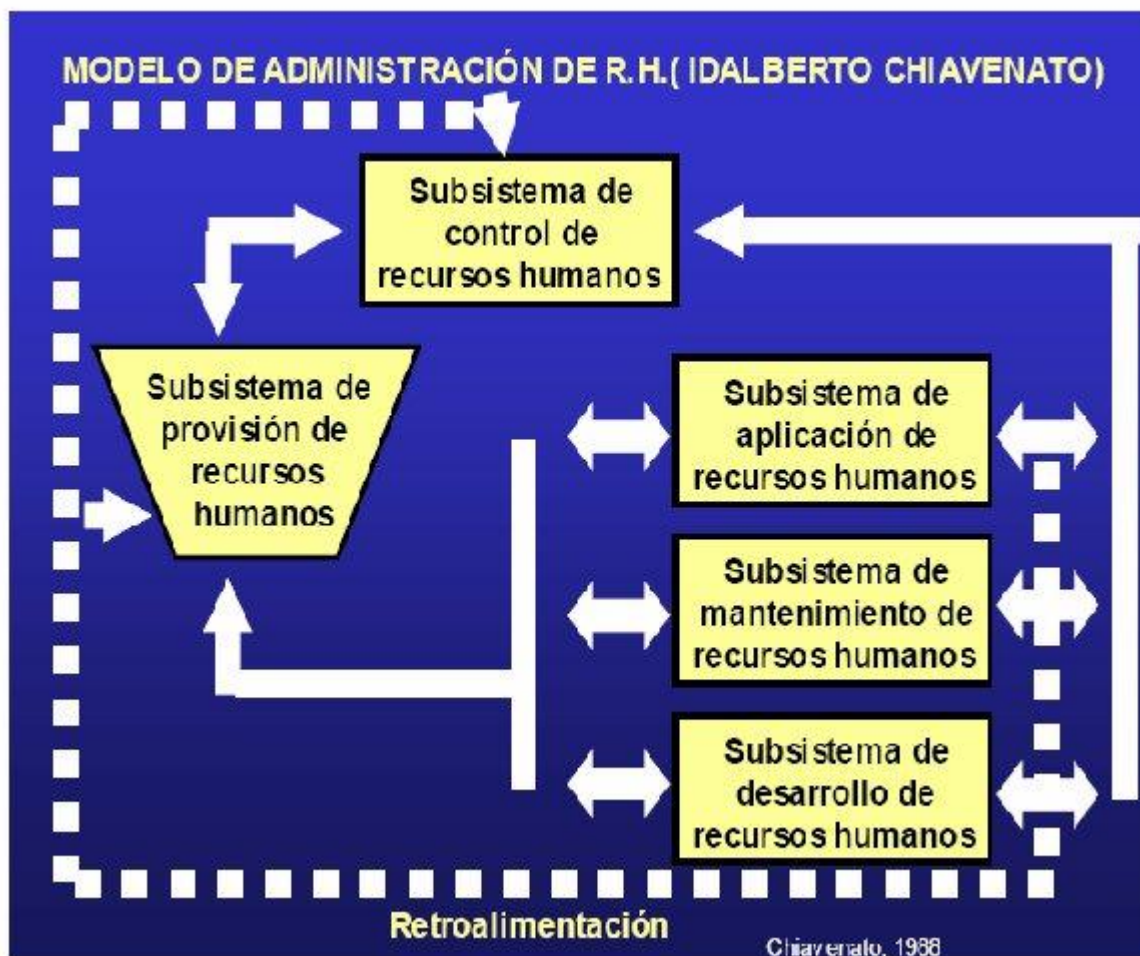 MODELO DE ADMINISTRACIÓN DE R.H.( IDALBERTO CHIAVENATO)
Subsistema de
control de
recursos humanos
Subsistema de
provisión de
recursos
humanos
Subsistema de
aplicación de
recursos humanos
Subsistema de
mantenimiento de
recursos humanos
Subsistema de
desarrollo de
recursos humanos
Retroalimentación
Chiavenato, 1988